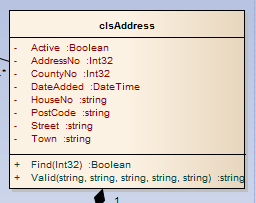 clsAddress
- Active :Boolean
- AddressNo :Int32
- CountyNo :Int32
- DateAdded :DateTime
- HouseNo :string
- PostCode :string
- Street :string
- Town :string
+ Find(Int32) :Boolean
+ Valid(string, string, string, string, string) :string
..*
1